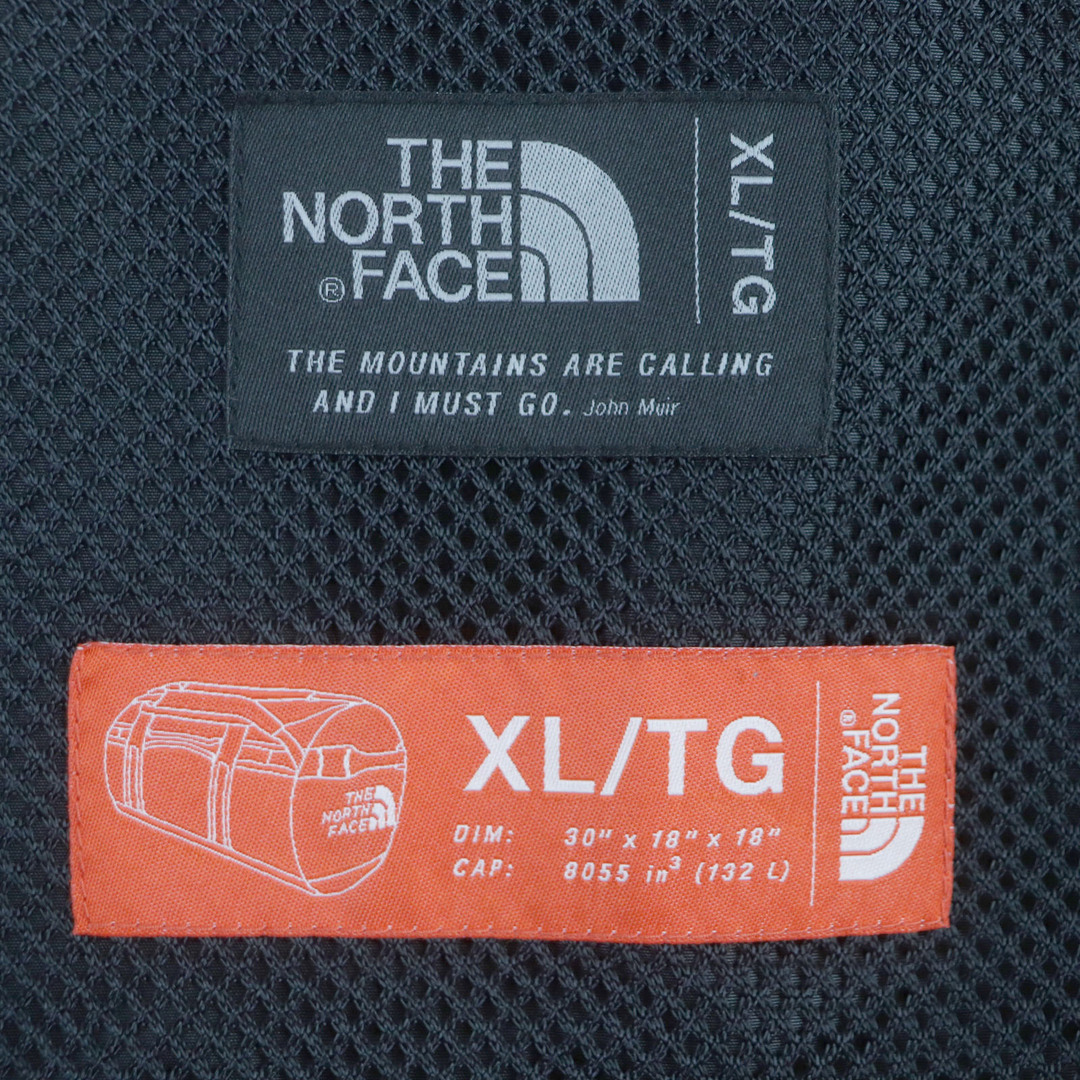 THE
NORTH
®FACE
XL/TG
THE MOUNTAINS ARE CALLING
AND I MUST GO. John Muir
THE
NORTH
FACE
XL/TG
DIM: 30" x 18" x 18"
CAP: 8055 in³ (132 L)
THE
NORTH
®FACE